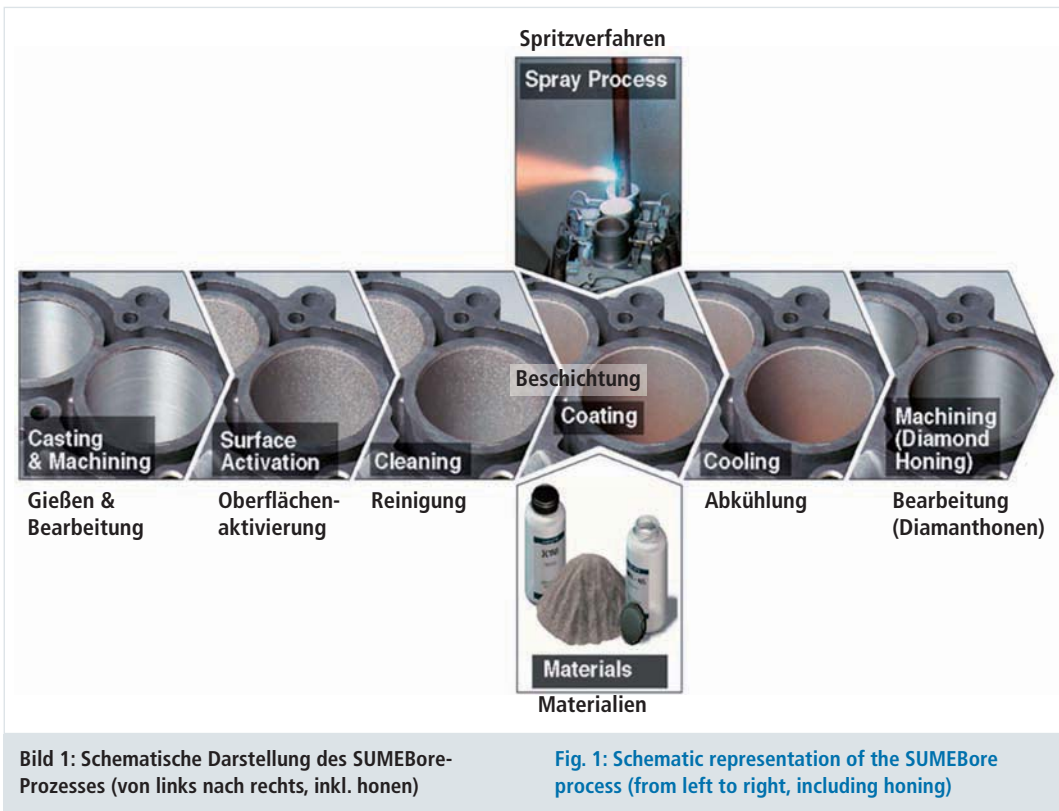 Spritzverfahren
Spray Process
Casting
& Machining
Gießen &
Bearbeitung
Surface
Activation
Oberflächen-
aktivierung
Cleaning
Reinigung
Beschichtung
Coating
Cooling
Abkühlung
Machining
(Diamond
Honing)
Bearbeitung
(Diamanthonen)
Materials
Materialien
Bild 1: Schematische Darstellung des SUMEBore-
Prozesses (von links nach rechts, inkl. honen)
Fig. 1: Schematic representation of the SUMEBore
process (from left to right, including honing)